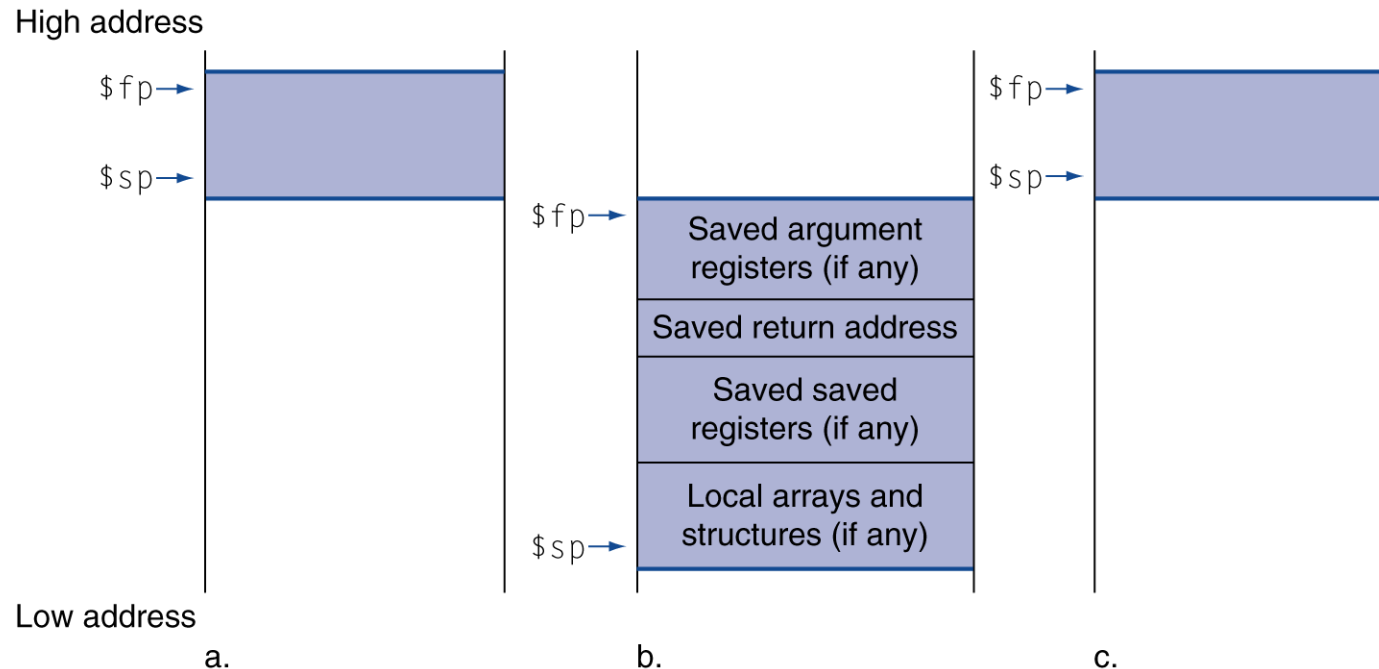 High address
$fp
$sp
$fp
Saved argument
registers (if any)
Saved return address
Saved saved
registers (if any)
Local arrays and
structures (if any)
$sp
$fp
$sp
Low address
a.
b.
c.